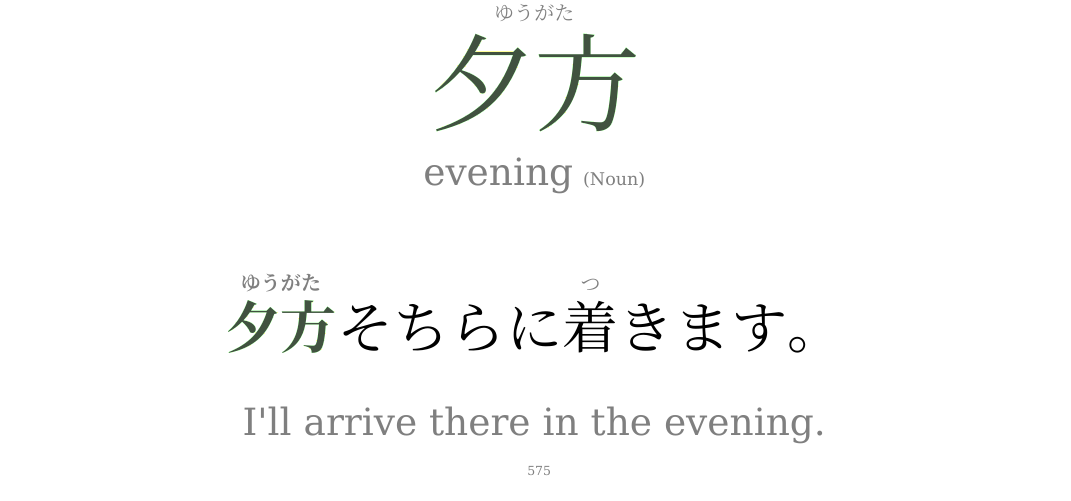 ゆうがた
夕方
evening (Noun)
ゆうがた つ
夕方そちらに着きます。
I'll arrive there in the evening.
575